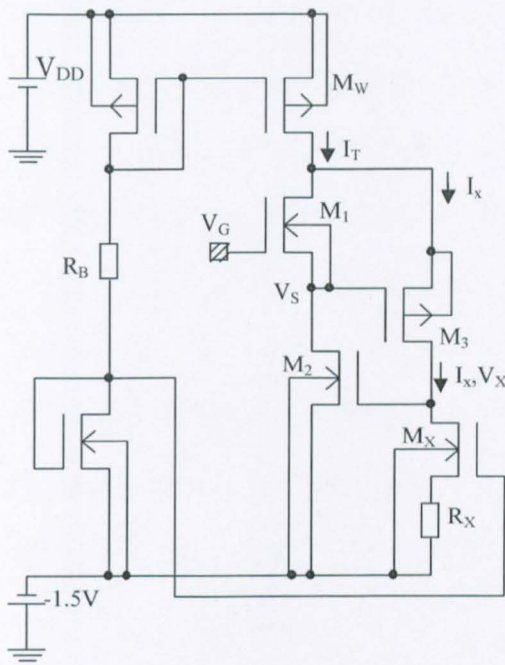 V_DD
M_W
I_T
I_x
V_G
M_1
R_B
V_S
M_3
M_2
I_x,V_X
M_X
R_X
-1.5V